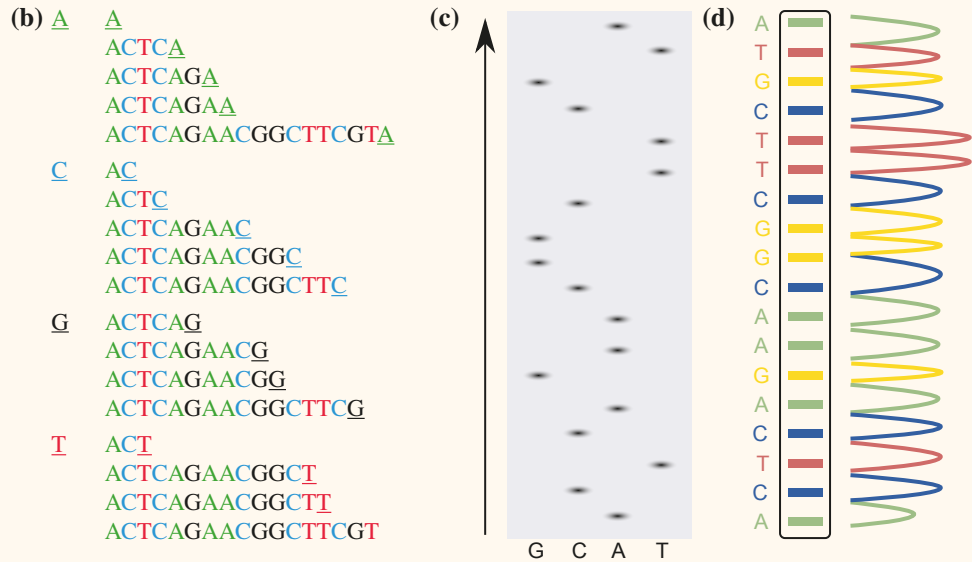 (b)
A A
ACTCA
ACTCAGA
ACTCAGAA
ACTCAGAACGGCTTCGTA
C AC
ACTC
ACTCAGAAC
ACTCAGAACGGC
ACTCAGAACGGCTTC
G ACTCAG
ACTCAGAACG
ACTCAGAACGG
ACTCAGAACGGCTTCG
T ACT
ACTCAGAACGGCT
ACTCAGAACGGCTT
ACTCAGAACGGCTTCGT
(c)
G C A T
(d)
A
T
G
C
T
T
C
G
G
C
A
A
G
A
C
T
C
A